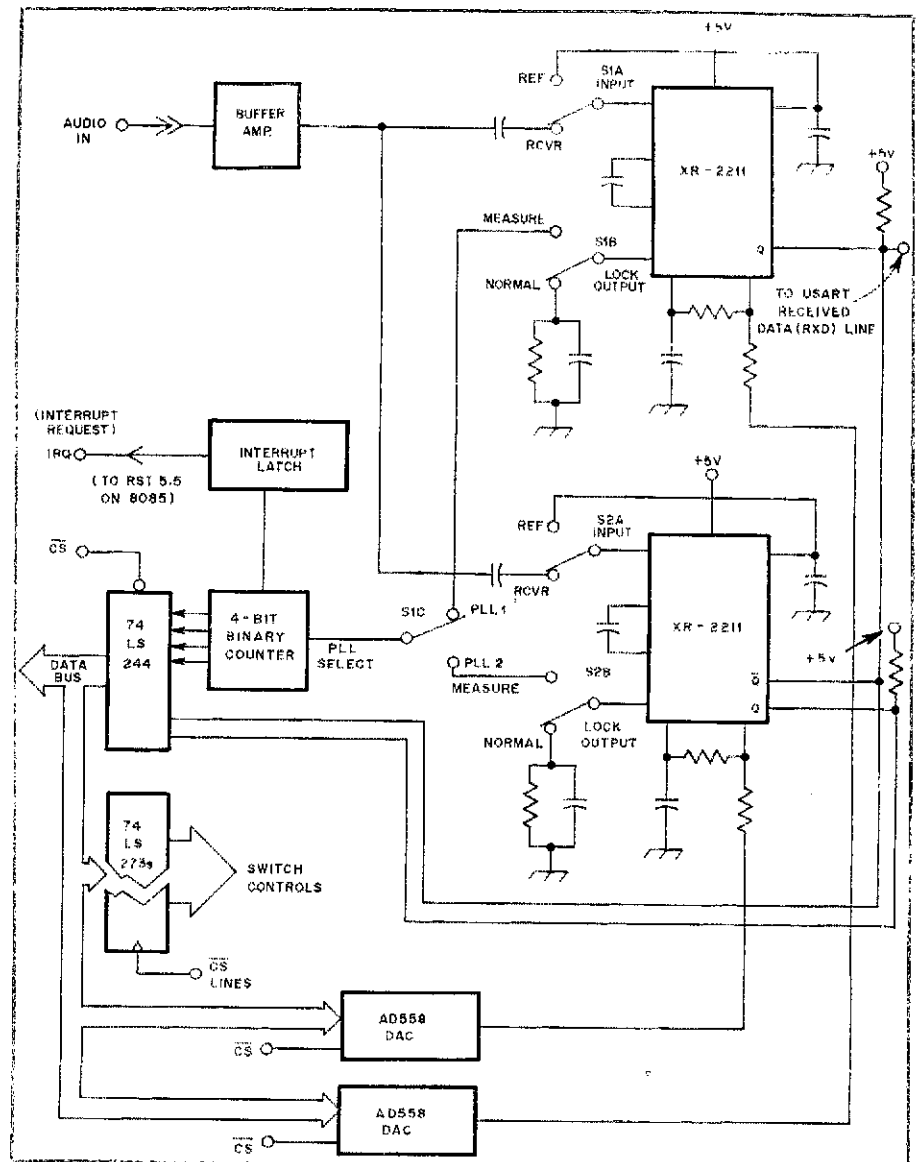 +5V
REF
S1A
INPUT
AUDIO
IN
BUFFER
AMP.
RCVR
XR-2211
+5V
MEASURE
S1B
NORMAL
LOCK
OUTPUT
Q
TO USART
RECEIVED
DATA (RXD) LINE
(INTERRUPT
REQUEST)
IRQ
(TO RST 5.5
ON 8085)
INTERRUPT
LATCH
+5V
REF
S2A
INPUT
CS
RCVR
XR-2211
74
LS
244
4-BIT
BINARY
COUNTER
S1C
PLL 1
PLL
SELECT
PLL 2
MEASURE
S2B
+5V
DATA
BUS
Q
Q
NORMAL
LOCK
OUTPUT
74
LS
273s
SWITCH
CONTROLS
CS
LINES
AD558
DAC
CS
AD558
DAC
CS